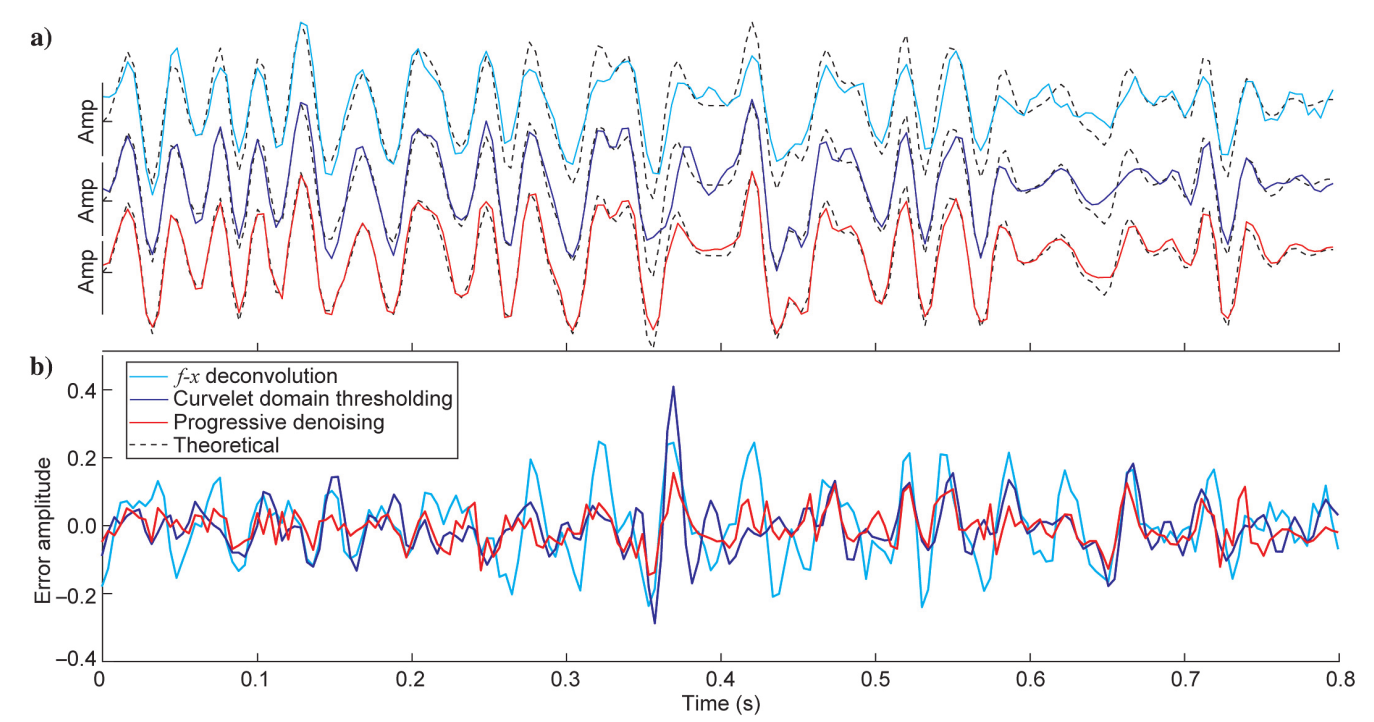 a)
Amp
Amp
Amp
b)
f-x deconvolution
Curvelet domain thresholding
Progressive denoising
Theoretical
Error amplitude
0.4
0.2
0.0
–0.2
–0.4
0 0.1 0.2 0.3 0.4 0.5 0.6 0.7 0.8
Time (s)